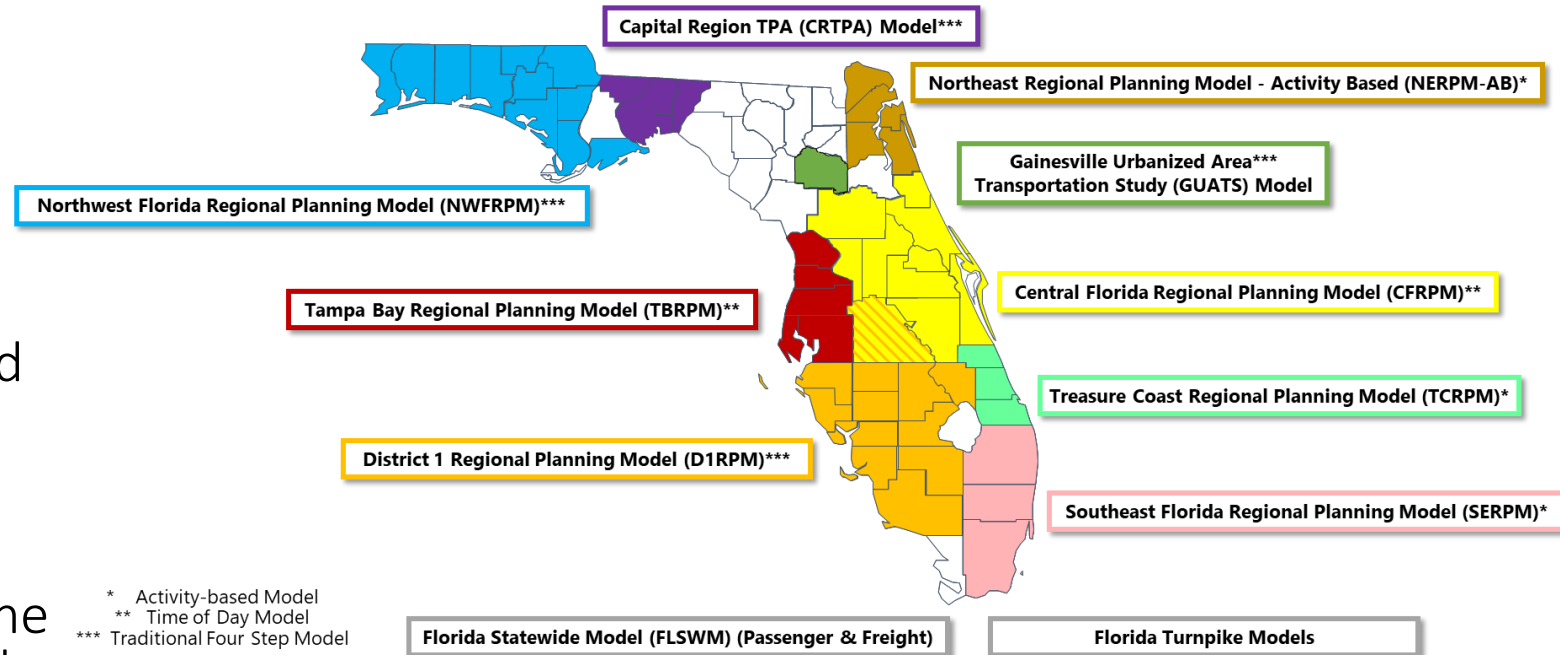 Capital Region TPA (CRTPA) Model***
Northeast Regional Planning Model - Activity Based (NERPM-AB)*
Gainesville Urbanized Area***
Transportation Study (GUATS) Model
Northwest Florida Regional Planning Model (NWFRPM)***
Central Florida Regional Planning Model (CFRPM)**
Tampa Bay Regional Planning Model (TBRPM)**
Treasure Coast Regional Planning Model (TCRPM)*
District 1 Regional Planning Model (D1RPM)***
Southeast Florida Regional Planning Model (SERPM)*
* Activity-based Model
** Time of Day Model
*** Traditional Four Step Model
Florida Statewide Model (FLSWM) (Passenger & Freight)
Florida Turnpike Models